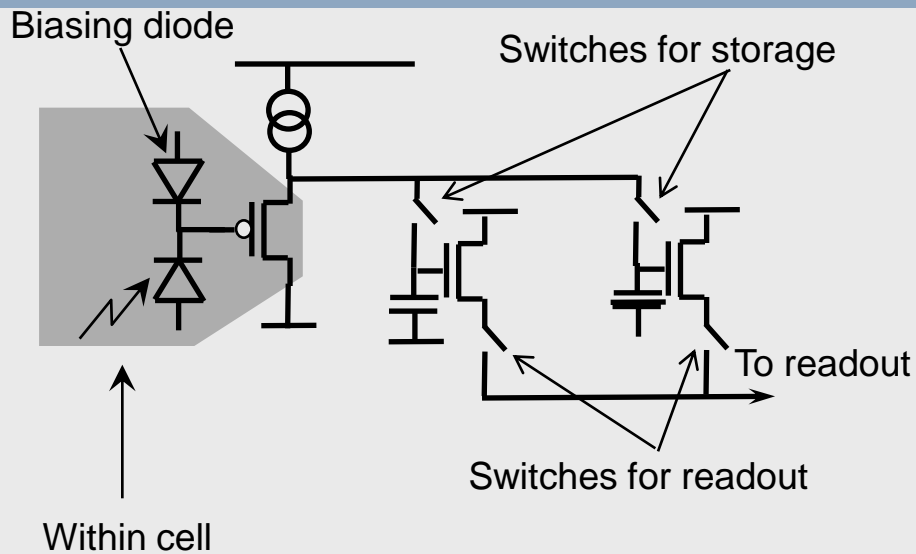 Biasing diode
Switches for storage
To readout
Switches for readout
Within cell